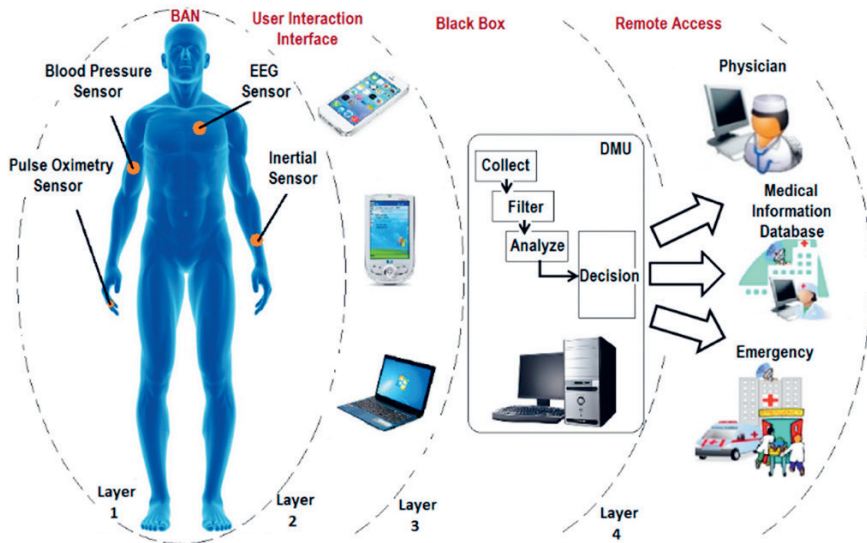 BAN
User Interaction
Interface
Black Box
Remote Access
Blood Pressure
Sensor
EEG
Sensor
Pulse Oximetry
Sensor
Inertial
Sensor
DMU
Collect
Filter
Analyze
Decision
Physician
Medical
Information
Database
Emergency
Layer
1
Layer
2
Layer
3
Layer
4